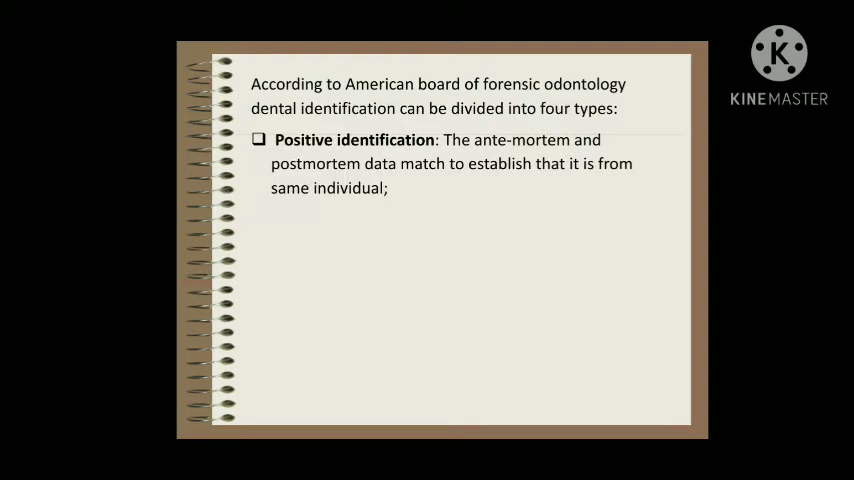 According to American board of forensic odontology
dental identification can be divided into four types:
Positive identification: The ante-mortem and
postmortem data match to establish that it is from
same individual;
K
KINEMASTER